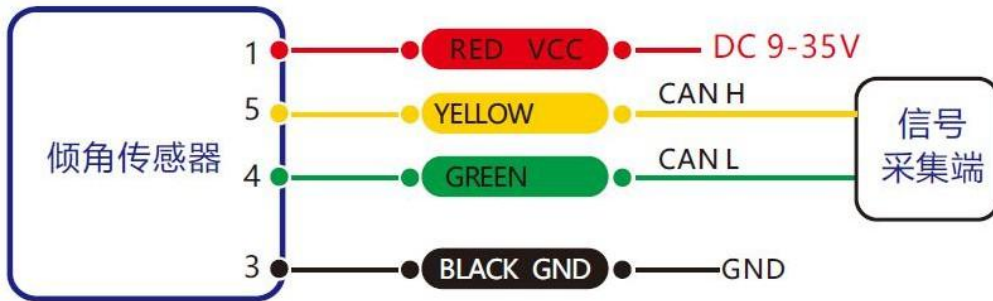 1 RED VCC DC 9-35V
5 YELLOW CAN H
4 GREEN CAN L
3 BLACK GND GND
倾角传感器
信号
采集端